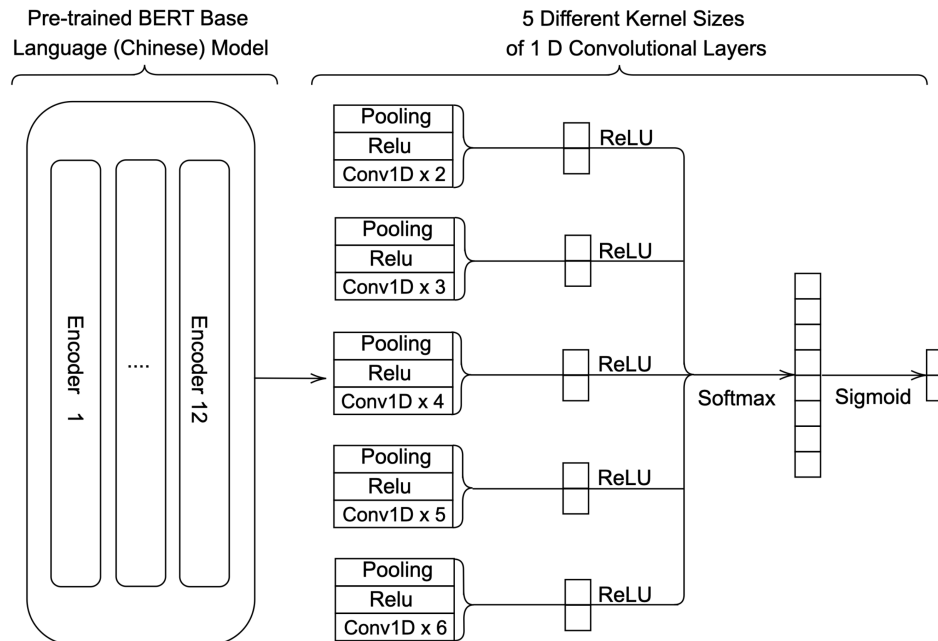 Pre-trained BERT Base
Language (Chinese) Model
5 Different Kernel Sizes
of 1 D Convolutional Layers
Encoder 1
....
Encoder 12
Pooling
Relu
Conv1D x 2
ReLU
Pooling
Relu
Conv1D x 3
ReLU
Pooling
Relu
Conv1D x 4
ReLU
Pooling
Relu
Conv1D x 5
ReLU
Pooling
Relu
Conv1D x 6
ReLU
Softmax
Sigmoid